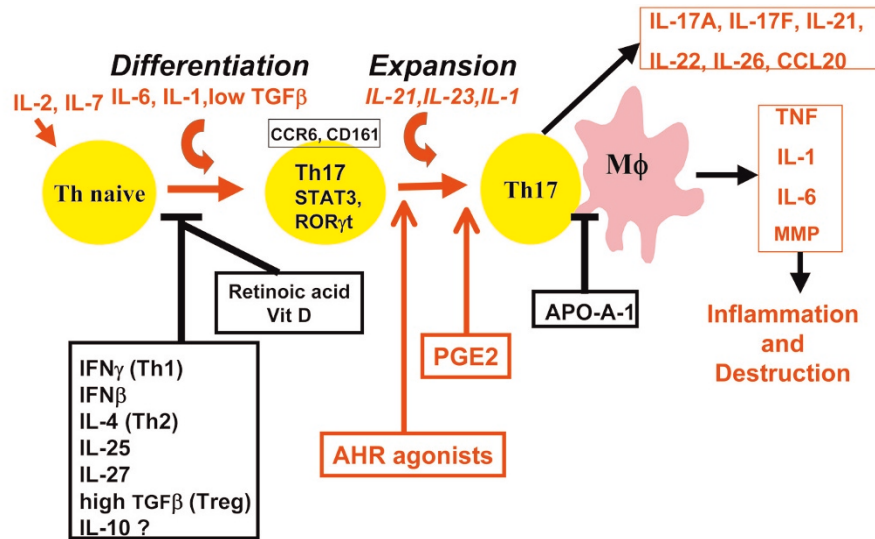 Differentiation
IL-6, IL-1,low TGFβ
IL-2, IL-7
Expansion
IL-21,IL-23,IL-1
IL-17A, IL-17F, IL-21,
IL-22, IL-26, CCL20
Th naive
CCR6, CD161
Th17
STAT3,
RORγt
Th17
Mϕ
TNF
IL-1
IL-6
MMP
Retinoic acid
Vit D
APO-A-1
Inflammation
and
Destruction
PGE2
AHR agonists
IFNγ (Th1)
IFNβ
IL-4 (Th2)
IL-25
IL-27
high TGFβ (Treg)
IL-10 ?